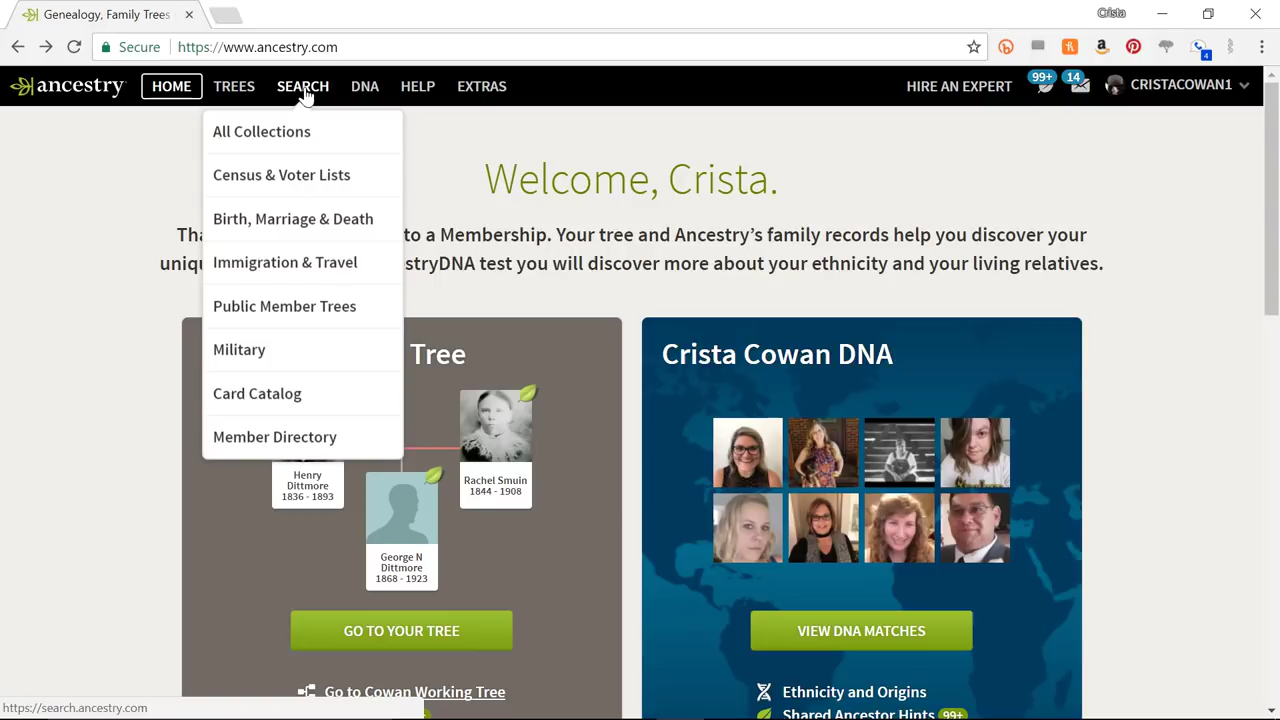 Genealogy, Family Trees
Crista
Secure
https://www.ancestry.com
4
ancestry
HOME
TREES
SEARCH
DNA
HELP
EXTRAS
HIRE AN EXPERT
99+
14
CRISTACOWAN1
All Collections
Census & Voter Lists
Birth, Marriage & Death
Immigration & Travel
Public Member Trees
Military
Card Catalog
Member Directory
Welcome, Crista.
to a Membership. Your tree and Ancestry's family records help you discover your
test you will discover more about your ethnicity and your living relatives.
Tree
Henry
Dittmore
1836 - 1893
Rachel Smuin
1844 - 1908
George N
Dittmore
1868 - 1923
GO TO YOUR TREE
Go to Cowan Working Tree
Crista Cowan DNA
VIEW DNA MATCHES
Ethnicity and Origins
Shared Ancestor Hints 99+
https://search.ancestry.com